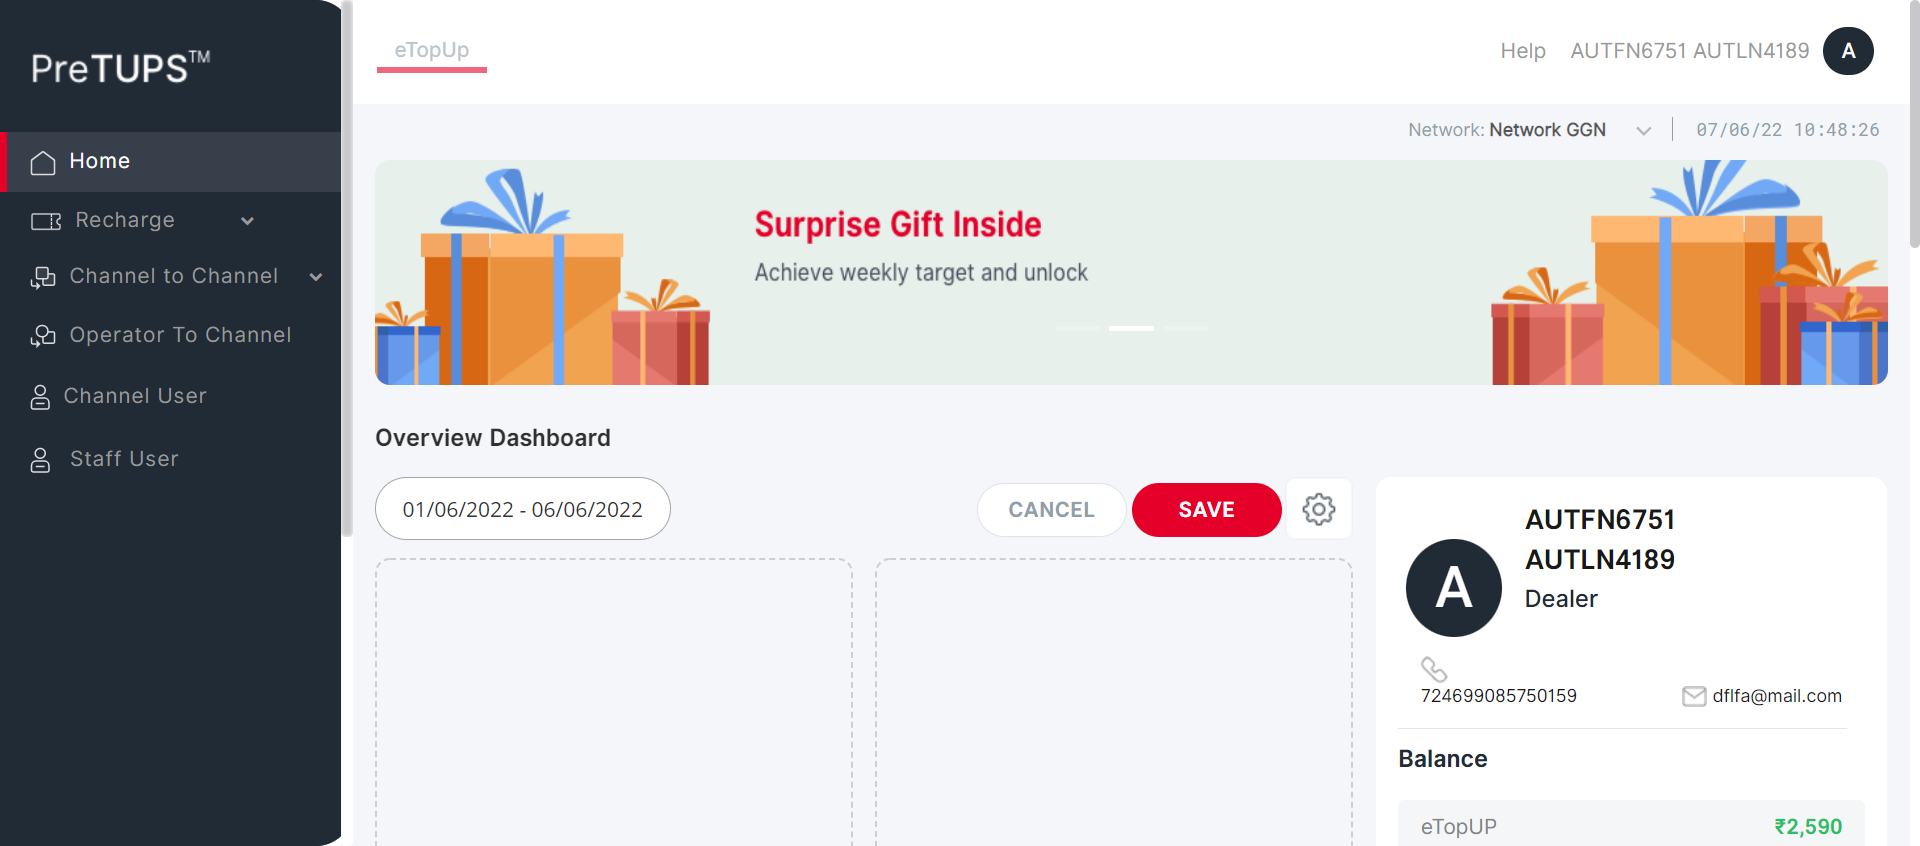 PreTUPS™
Home
Recharge
Channel to Channel
Operator To Channel
Channel User
Staff User
eTopUp
Help
AUTFN6751 AUTLN4189
A
Network: Network GGN
07/06/22 10:48:26
Surprise Gift Inside
Achieve weekly target and unlock
Overview Dashboard
01/06/2022 - 06/06/2022
CANCEL
SAVE
A
AUTFN6751
AUTLN4189
Dealer
724699085750159
dflfa@mail.com
Balance
eTopUP
₹2,590